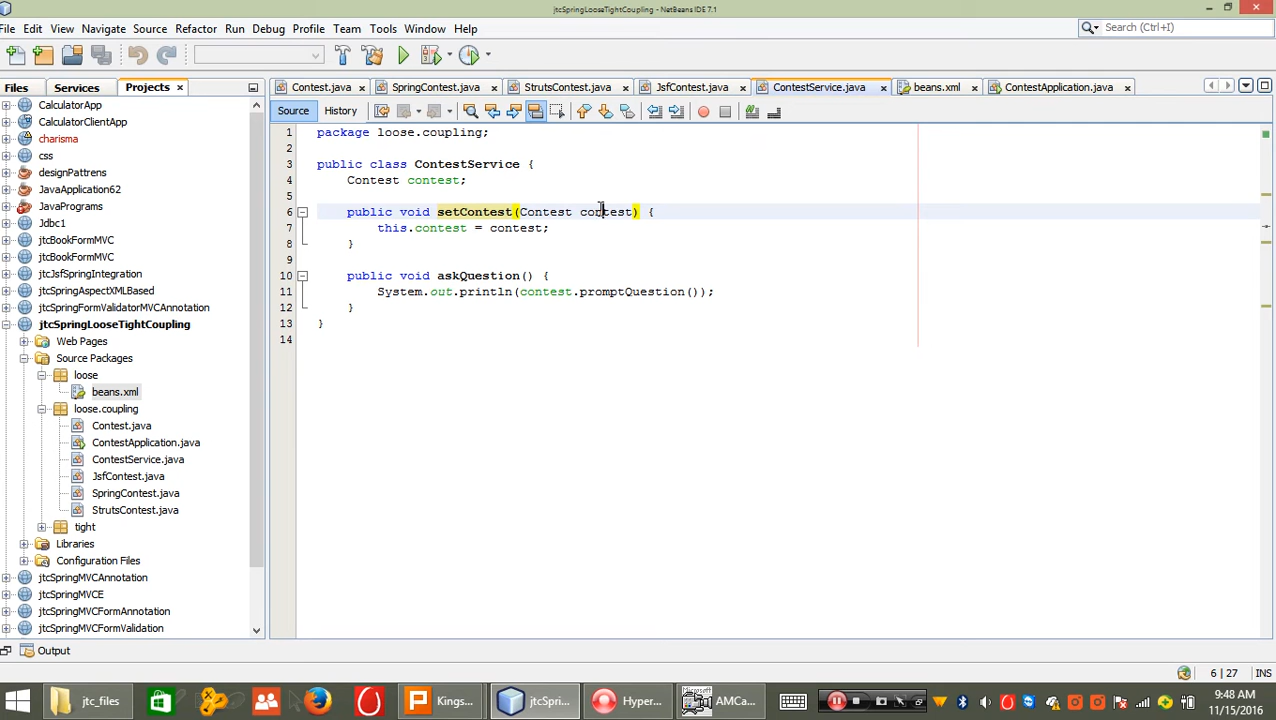 jtcSpringLooseTightCoupling - NetBeans IDE 7.1
File Edit View Navigate Source Refactor Run Debug Profile Team Tools Window Help
Search (Ctrl+I)
Files Services Projects
Contest.java SpringContest.java StrutsContest.java JsfContest.java ContestService.java beans.xml ContestApplication.java
Source History
CalculatorApp
CalculatorClientApp
charisma
css
designPattrens
JavaApplication62
JavaPrograms
Jdbc1
jtcBookFormMVC
jtcBookFormMVC
jtcJsfSpringIntegration
jtcSpringAspectXMLBased
jtcSpringFormValidatorMVCAnnotation
jtcSpringLooseTightCoupling
Web Pages
Source Packages
loose
beans.xml
loose.coupling
Contest.java
ContestApplication.java
ContestService.java
JsfContest.java
SpringContest.java
StrutsContest.java
tight
Libraries
Configuration Files
jtcSpringMVCAnnotation
jtcSpringMVCE
jtcSpringMVCFormAnnotation
jtcSpringMVCFormValidation
1 package loose.coupling;
2
3 public class ContestService {
4 Contest contest;
5
6 public void setContest(Contest contest) {
7 this.contest = contest;
8 }
9
10 public void askQuestion() {
11 System.out.println(contest.promptQuestion());
12 }
13 }
14
Output
6 | 27 INS
jtc_files
Kings...
jtcSpri...
Hyper...
AMCa...
9:48 AM
11/15/2016